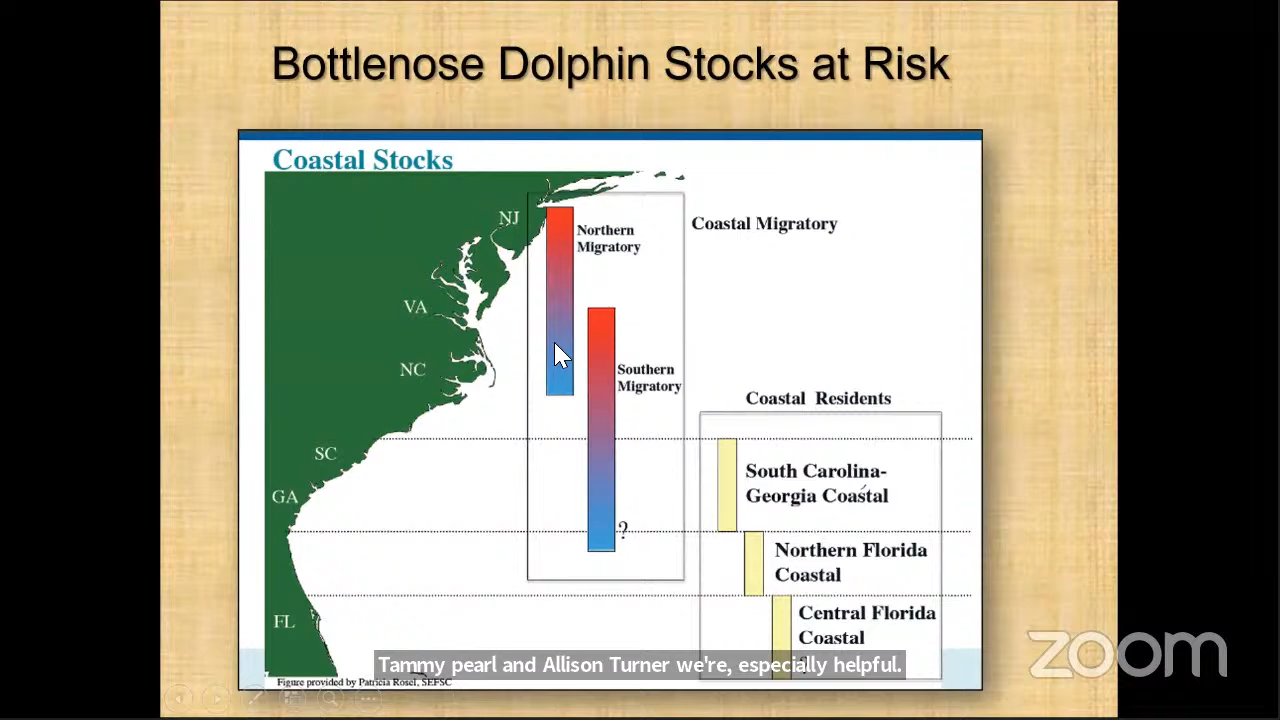 Bottlenose Dolphin Stocks at Risk
Coastal Stocks
NJ
Northern
Migratory
Coastal Migratory
VA
NC
Southern
Migratory
Coastal Residents
SC
South Carolina-
Georgia Coastal
GA
?
Northern Florida
Coastal
FL
Central Florida
Coastal
Tammy pearl and Allison Turner we're, especially helpful.
Figure provided by Patricia Rosel, SEFSC
zoom